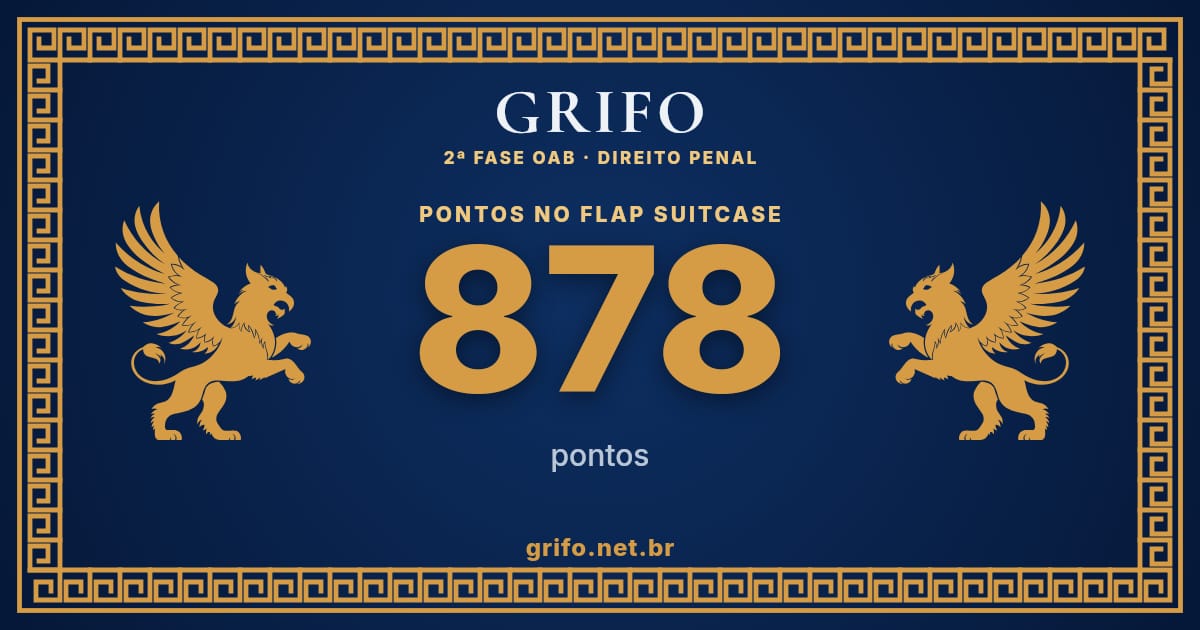 GRIFO
2ª FASE OAB · DIREITO PENAL
PONTOS NO FLAP SUITCASE
878
pontos
grifo.net.br